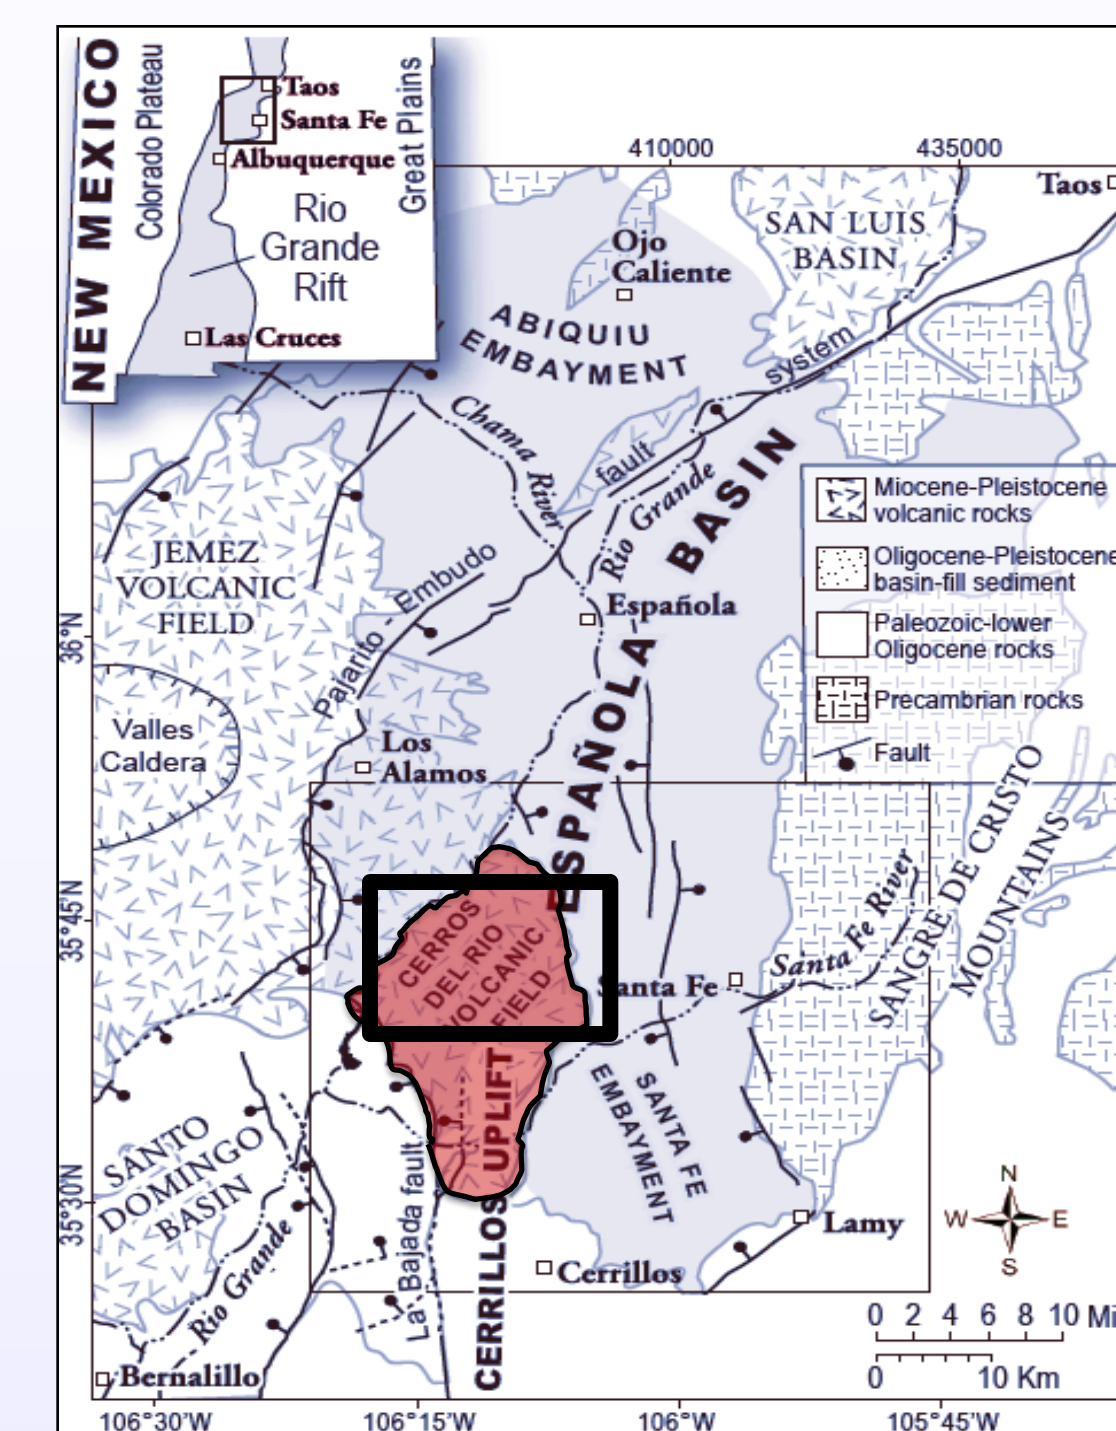 NEW MEXICO
Colorado Plateau
Great Plains
Taos
Santa Fe
Albuquerque
Rio
Grande
Rift
Las Cruces
410000
435000
Taos
Ojo
Caliente
SAN LUIS
BASIN
ABIQUIU
EMBAYMENT
system
fault
Chama River
Rio Grande
ESPAÑOLA BASIN
Miocene-Pleistocene
volcanic rocks
Oligocene-Pleistocene
basin-fill sediment
Paleozoic-lower
Oligocene rocks
Precambrian rocks
Fault
JEMEZ
VOLCANIC
FIELD
Pajarito - Embudo
Española
36°N
Valles
Caldera
Los
Alamos
35°45'N
CERROS
DEL RIO
VOLCANIC
FIELD
Santa Fe
Santa Fe River
SANGRE DE CRISTO
MOUNTAINS
CERRILLOS UPLIFT
SANTA FE
EMBAYMENT
SANTO
DOMINGO
BASIN
35°30'N
Rio Grande
La Bajada fault
Lamy
Cerrillos
N
W E
S
0 2 4 6 8 10 Mi
0 10 Km
Bernalillo
106°30'W
106°15'W
106°W
105°45'W